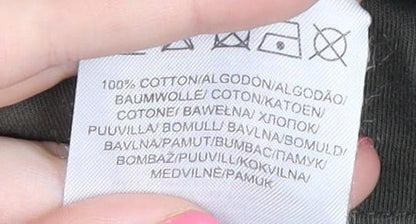 100% COTTON/ALGODÓN/ALGODÃO/
BAUMWOLLE/ COTON/KATOEN/
COTONE/ BAWEŁNA/ ХЛОПОК/
PUUVILLA/ BOMULL/ BAVLNA/BOMULD/
BAVLNA/PAMUT/BUMBAC/ПАМУК/
BOMBAŽ/PUUVILL/KOKVILNA/
MEDVILNĖ/PAMUK